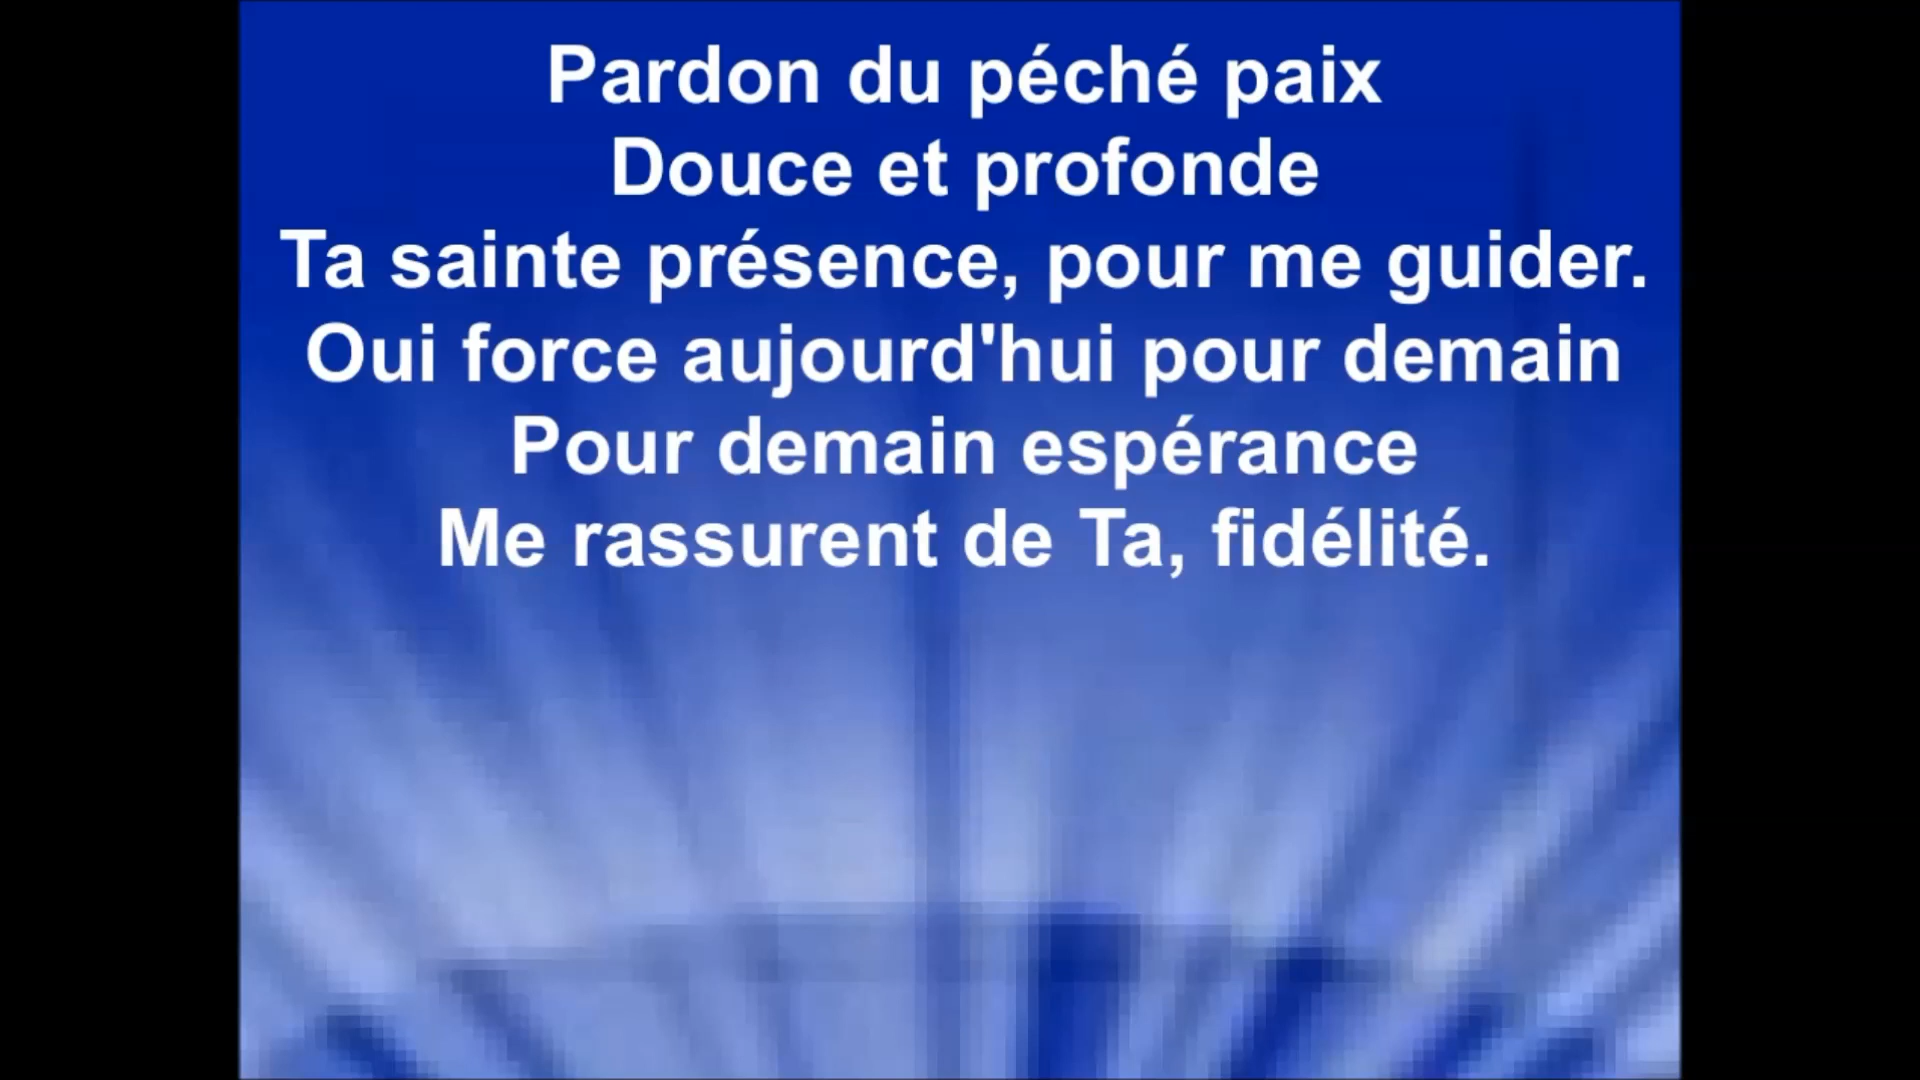 Pardon du péché paix
Douce et profonde
Ta sainte présence, pour me guider.
Oui force aujourd'hui pour demain
Pour demain espérance
Me rassurent de Ta, fidélité.